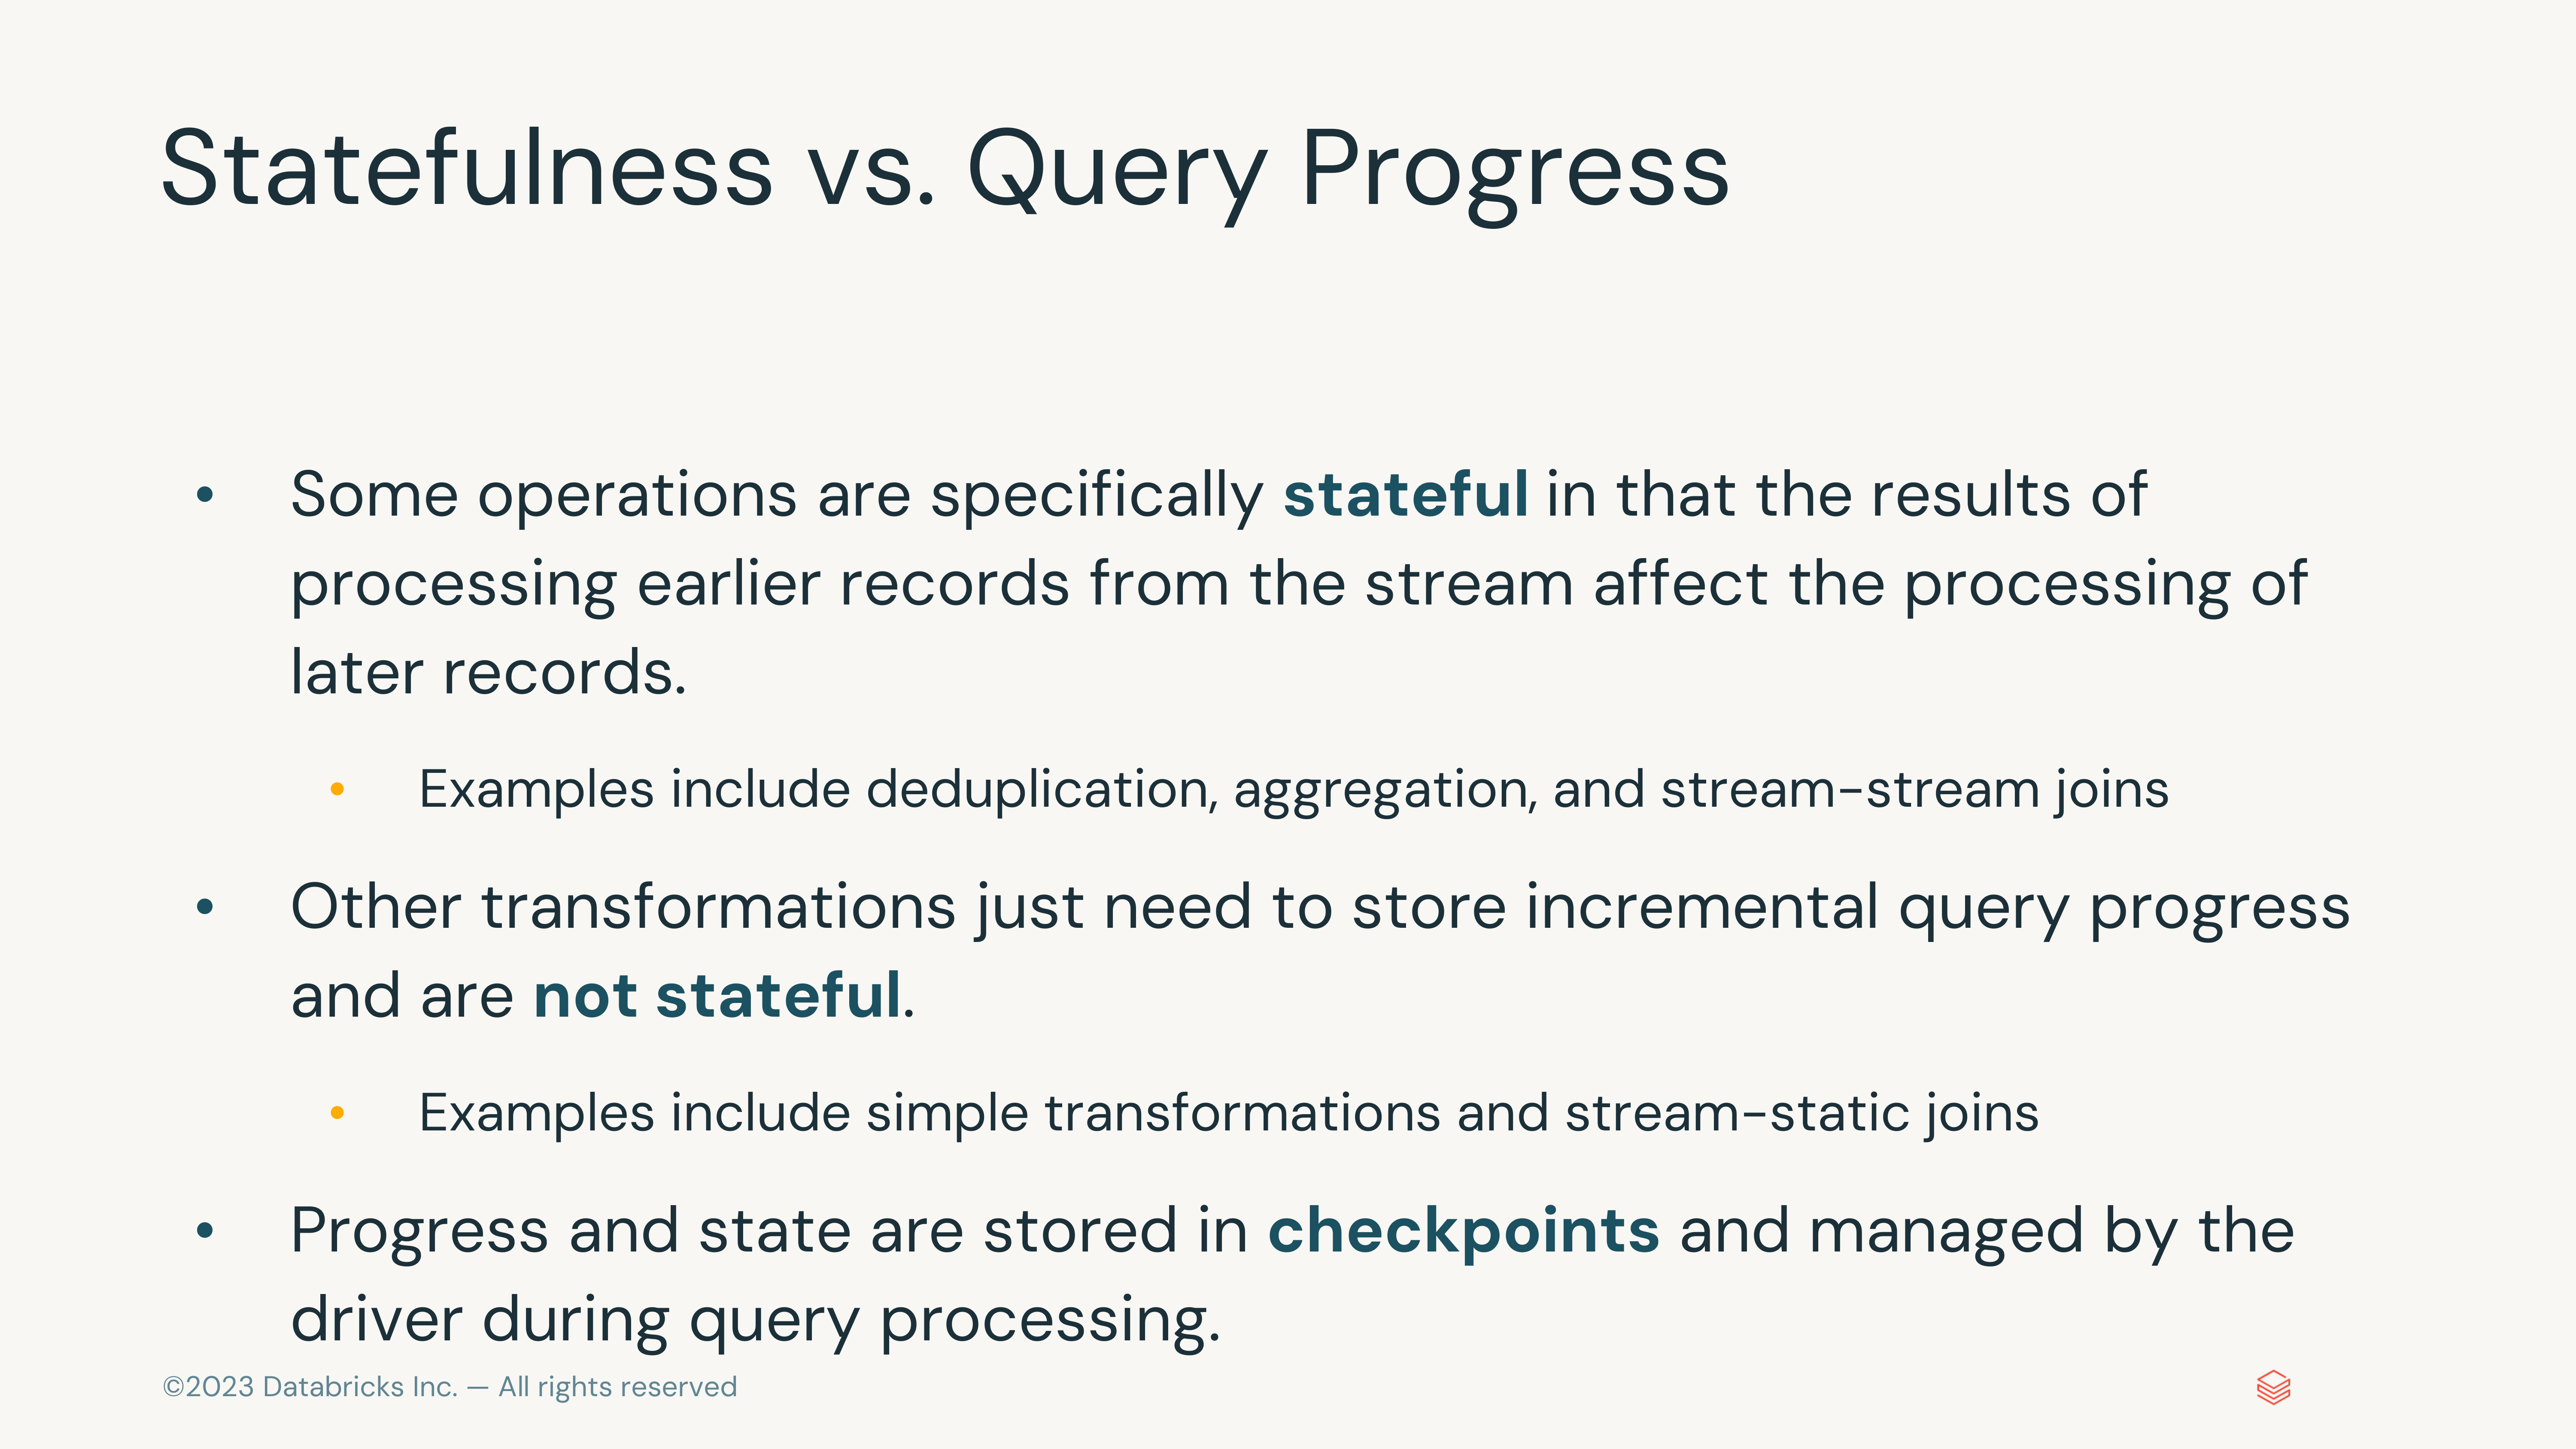 Statefulness vs. Query Progress
• Some operations are specifically stateful in that the results of
processing earlier records from the stream affect the processing of
later records.
• Examples include deduplication, aggregation, and stream-stream joins
• Other transformations just need to store incremental query progress
and are not stateful.
• Examples include simple transformations and stream-static joins
• Progress and state are stored in checkpoints and managed by the
driver during query processing.
©2023 Databricks Inc. — All rights reserved